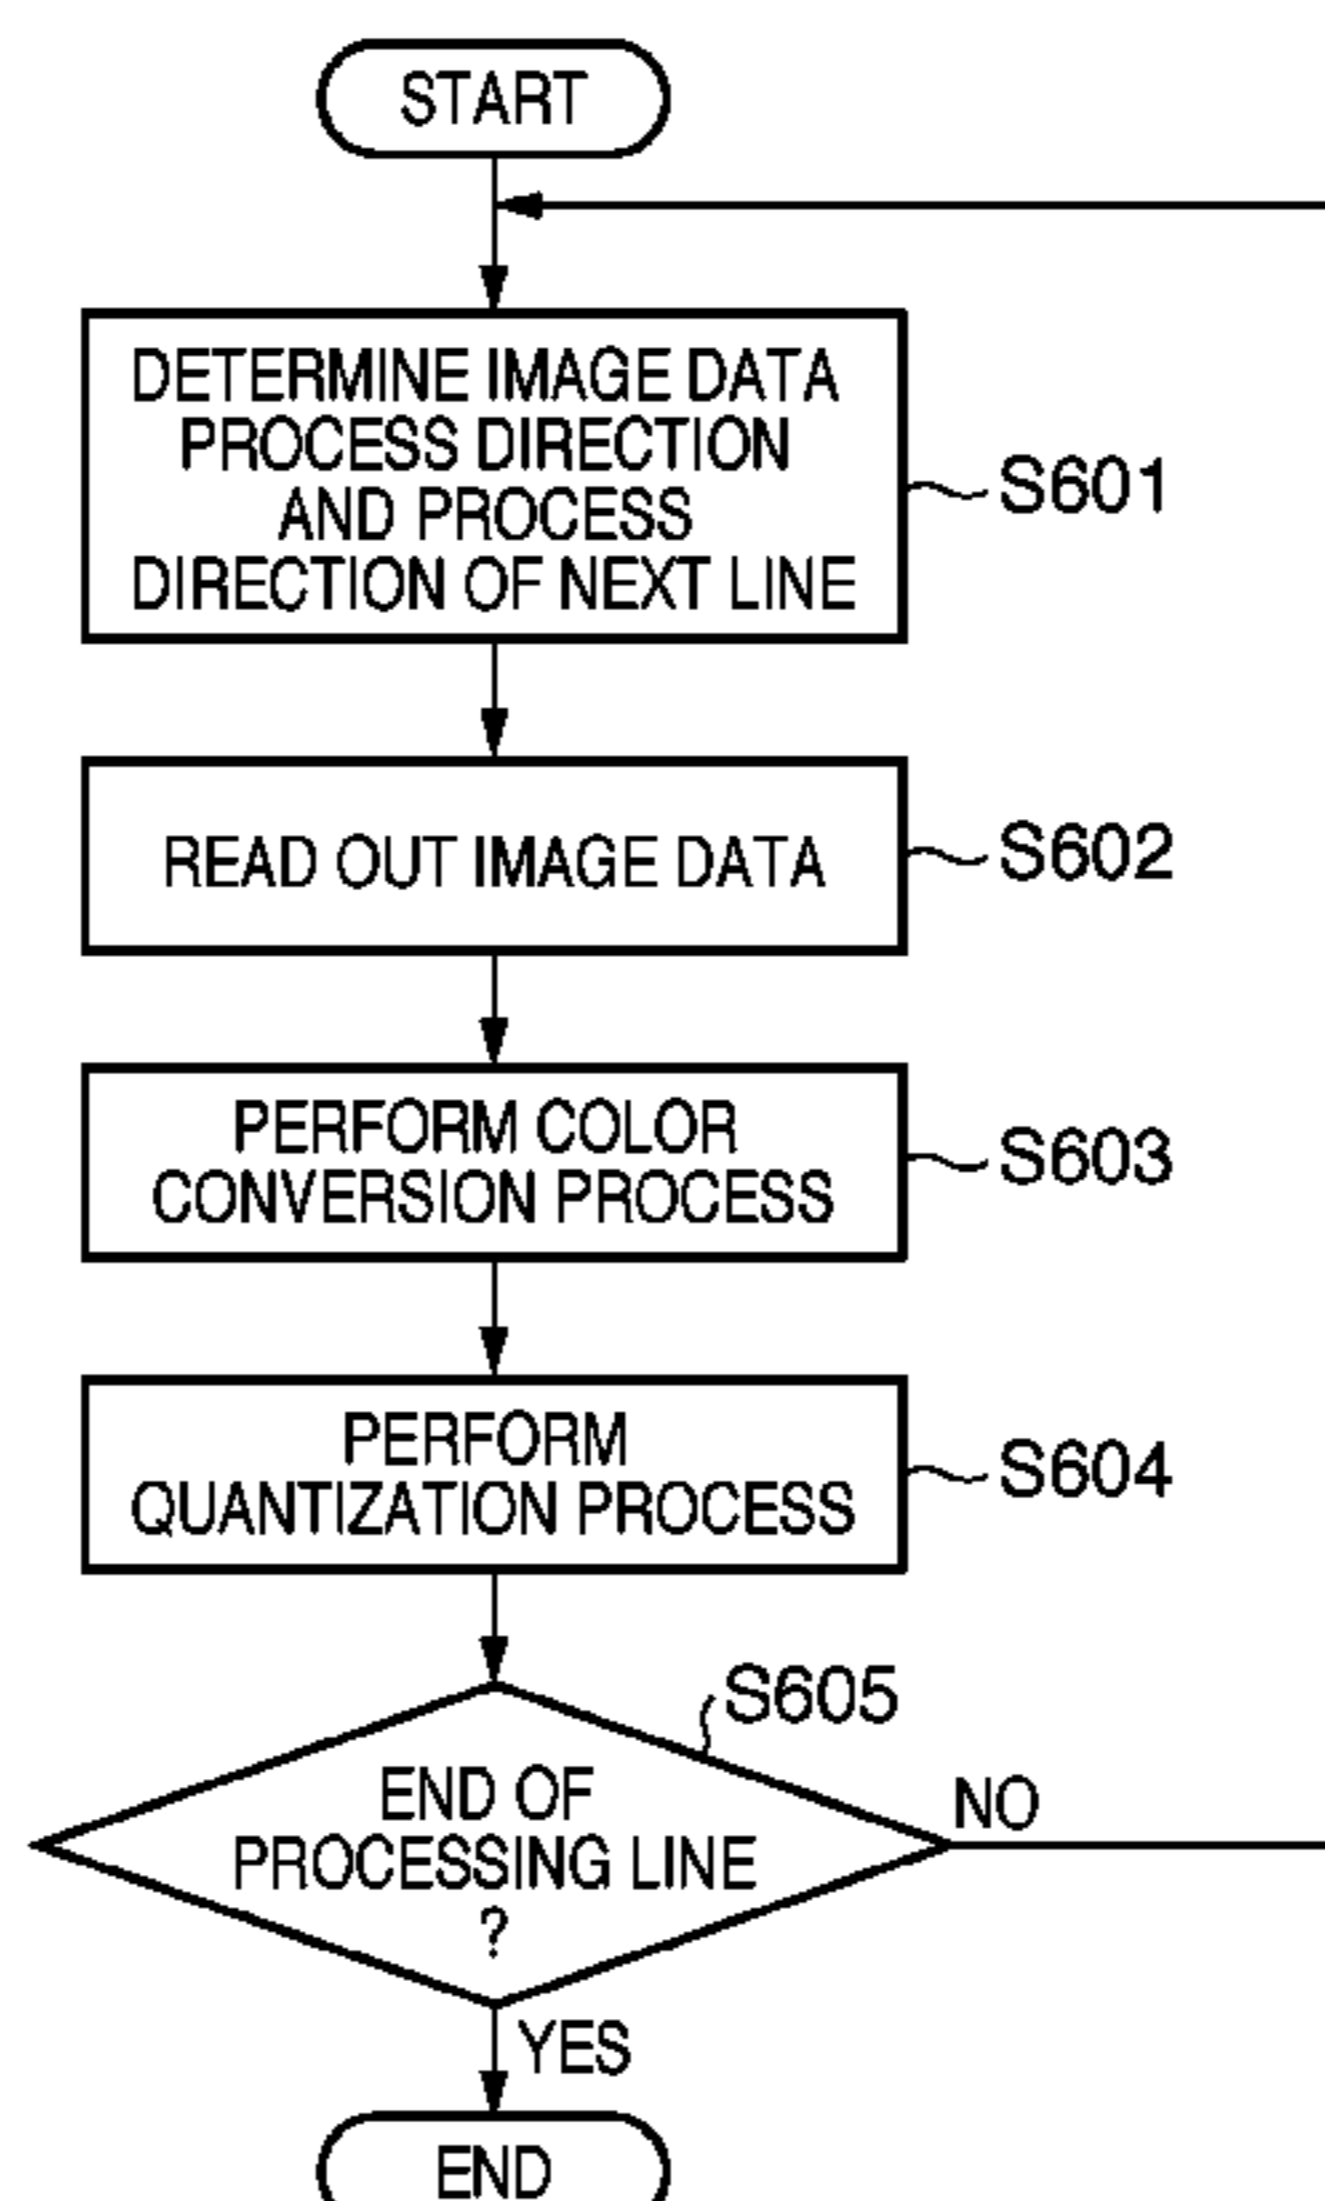 START
DETERMINE IMAGE DATA
PROCESS DIRECTION
AND PROCESS
DIRECTION OF NEXT LINE
S601
READ OUT IMAGE DATA
S602
PERFORM COLOR
CONVERSION PROCESS
S603
PERFORM
QUANTIZATION PROCESS
S604
S605
END OF
PROCESSING LINE
?
NO
YES
END